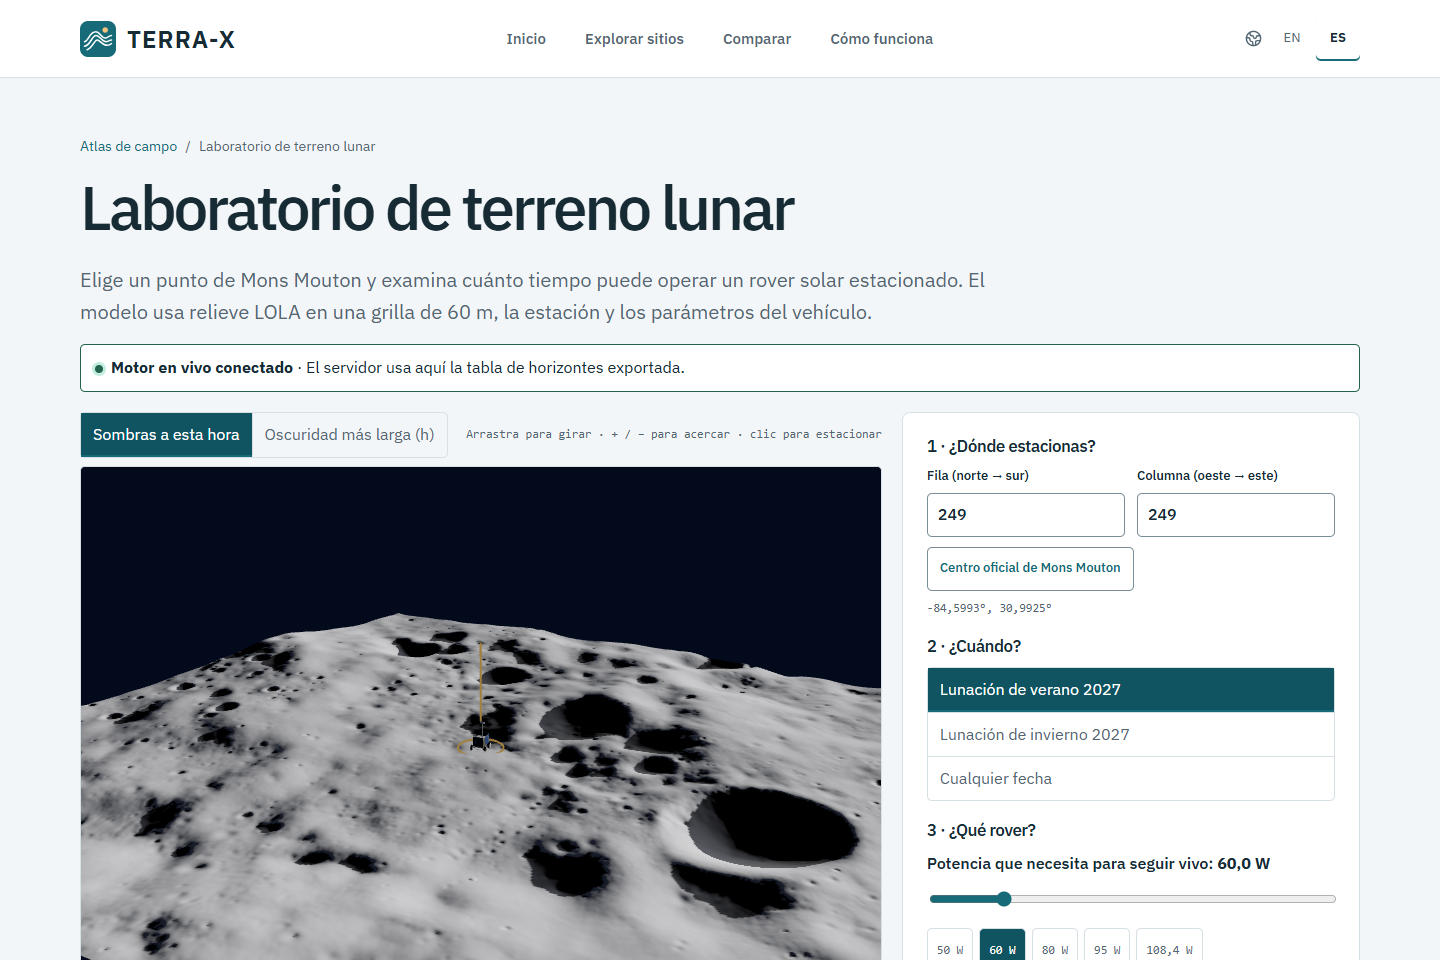 TERRA-X
Inicio
Explorar sitios
Comparar
Cómo funciona
EN
ES
Atlas de campo / Laboratorio de terreno lunar
Laboratorio de terreno lunar
Elige un punto de Mons Mouton y examina cuánto tiempo puede operar un rover solar estacionado. El
modelo usa relieve LOLA en una grilla de 60 m, la estación y los parámetros del vehículo.
Motor en vivo conectado · El servidor usa aquí la tabla de horizontes exportada.
Sombras a esta hora
Oscuridad más larga (h)
Arrastra para girar · + / − para acercar · clic para estacionar
1 · ¿Dónde estacionas?
Fila (norte → sur)
Columna (oeste → este)
249
249
Centro oficial de Mons Mouton
-84,5993°, 30,9925°
2 · ¿Cuándo?
Lunación de verano 2027
Lunación de invierno 2027
Cualquier fecha
3 · ¿Qué rover?
Potencia que necesita para seguir vivo: 60,0 W
50 W
60 W
80 W
95 W
108,4 W